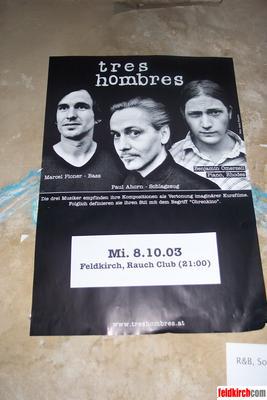 tres
hombres
Marcel Ploner - Bass
Benjamin Omerzell
Piano, Rhodes
Paul Ahorn - Schlagzeug
Die drei Musiker empfinden ihre Kompositionen als Vertonung imaginärer Kurzfilme.
Folglich definieren sie ihren Stil mit dem Begriff "Ohrenkino".
Mi. 8.10.03
Feldkirch, Rauch Club (21:00)
www.treshombres.at
R&B, So
feldkirch.com